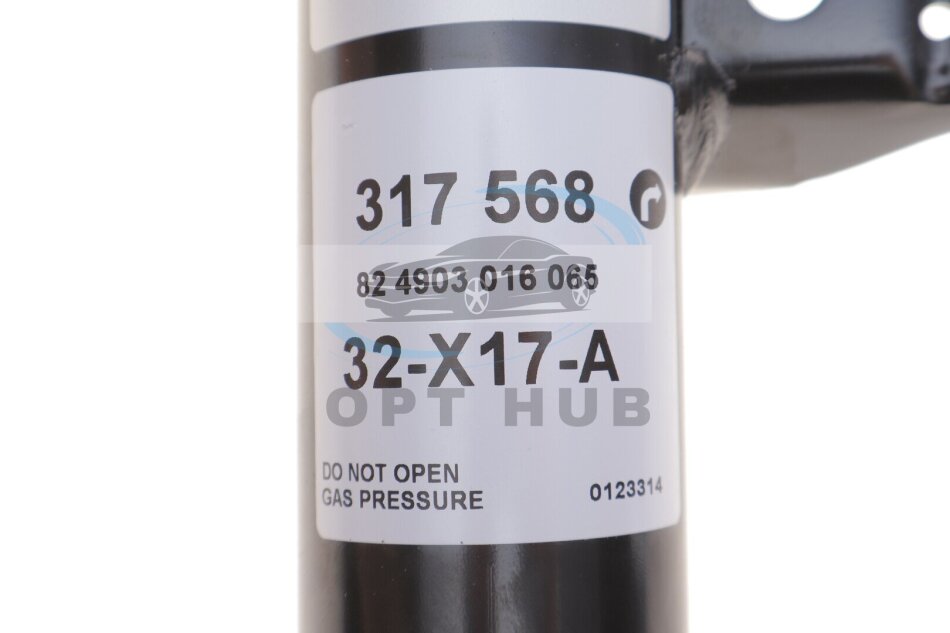 317 568
82 4903 016 065
32-X17-A
OPT HUB
DO NOT OPEN
GAS PRESSURE
0123314